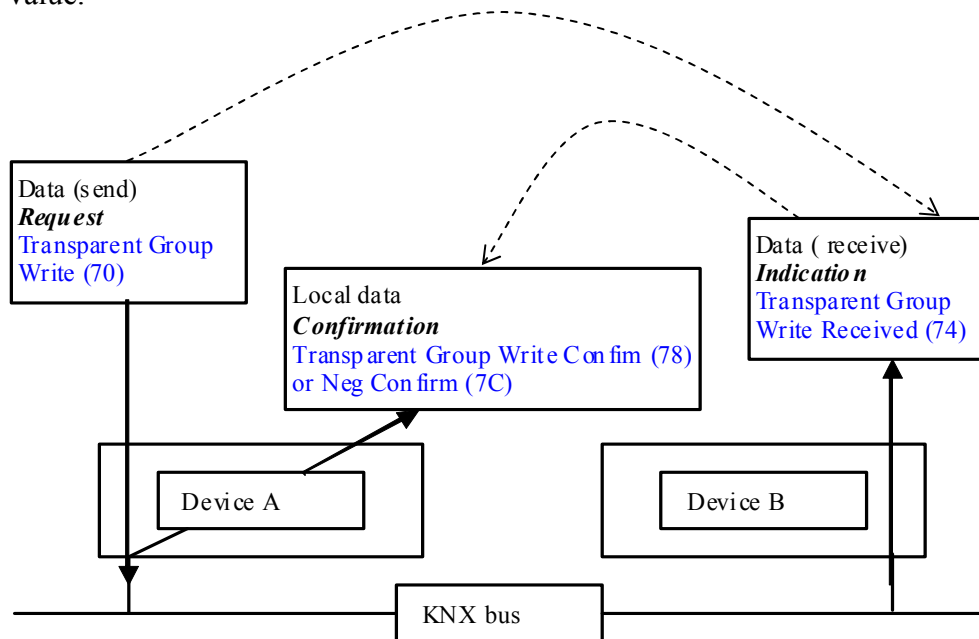 value.
Data (send)
Request
Transparent Group
Write (70)
Local data
Confirmation
Transparent Group Write Confim (78)
or Neg Confirm (7C)
Data ( receive)
Indication
Transparent Group
Write Received (74)
Device A
Device B
KNX bus